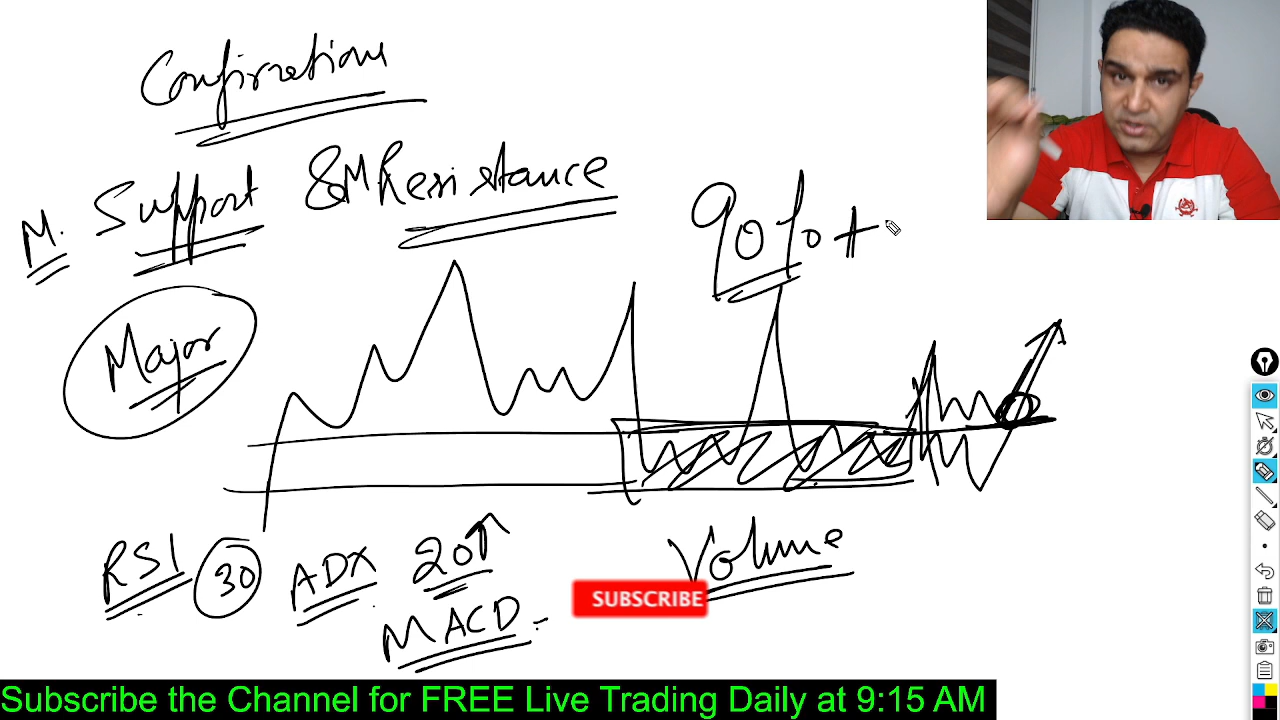 Confirzations
M. Support & M Resistance
90% +
Major
RSI 30 ADX 20↑ Volume
MACD -
SUBSCRIBE
Subscribe the Channel for FREE Live Trading Daily at 9:15 AM